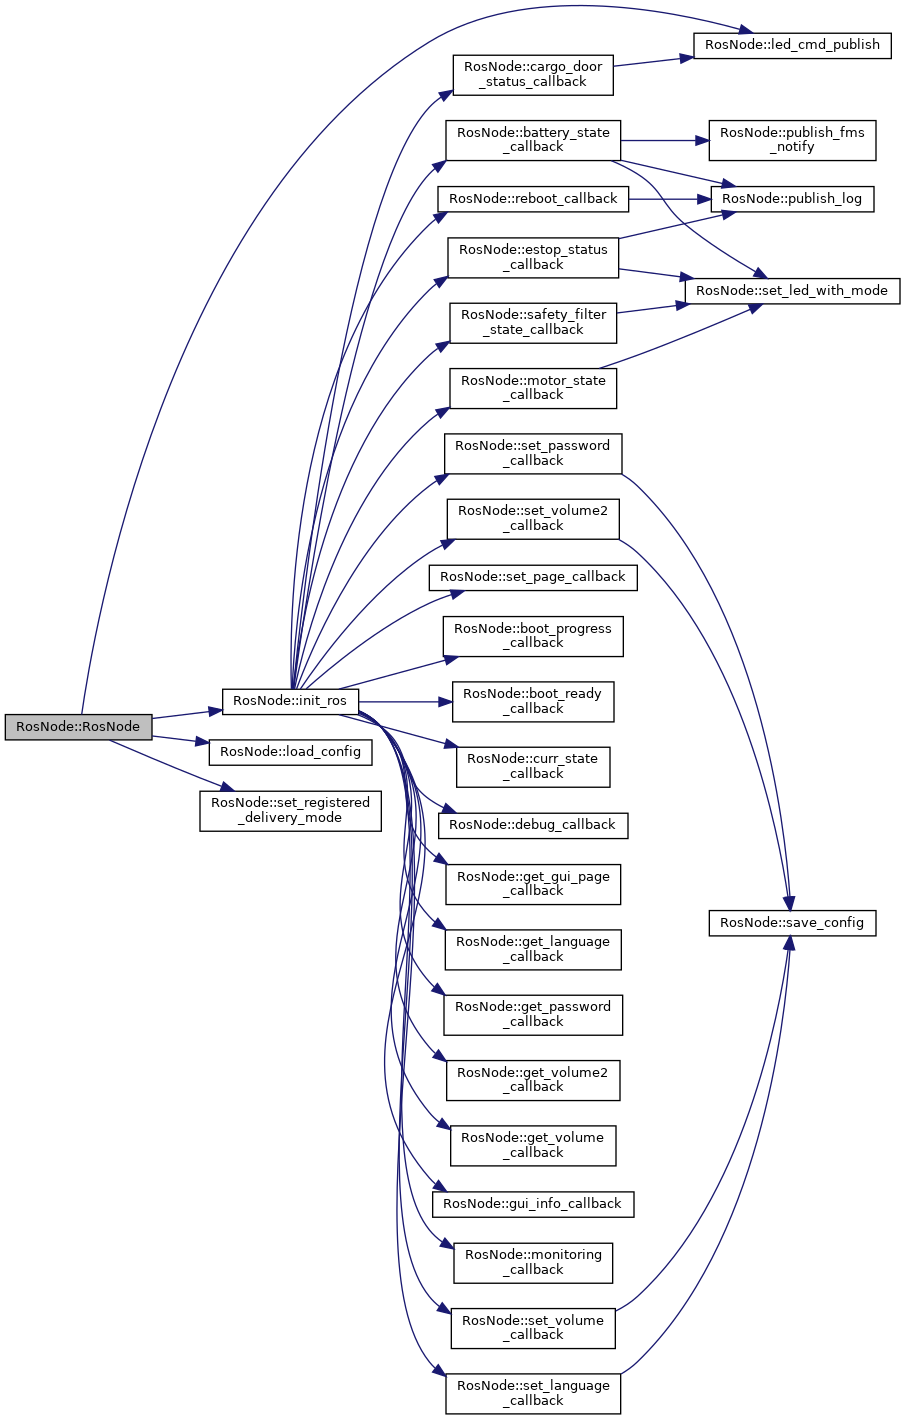 RosNode::RosNode
RosNode::init_ros
RosNode::load_config
RosNode::set_registered
_delivery_mode
RosNode::cargo_door
_status_callback
RosNode::battery_state
_callback
RosNode::reboot_callback
RosNode::estop_status
_callback
RosNode::safety_filter
_state_callback
RosNode::motor_state
_callback
RosNode::set_password
_callback
RosNode::set_volume2
_callback
RosNode::set_page_callback
RosNode::boot_progress
_callback
RosNode::boot_ready
_callback
RosNode::curr_state
_callback
RosNode::debug_callback
RosNode::get_gui_page
_callback
RosNode::get_language
_callback
RosNode::get_password
_callback
RosNode::get_volume2
_callback
RosNode::get_volume
_callback
RosNode::gui_info_callback
RosNode::monitoring
_callback
RosNode::set_volume
_callback
RosNode::set_language
_callback
RosNode::led_cmd_publish
RosNode::publish_fms
_notify
RosNode::publish_log
RosNode::set_led_with_mode
RosNode::save_config